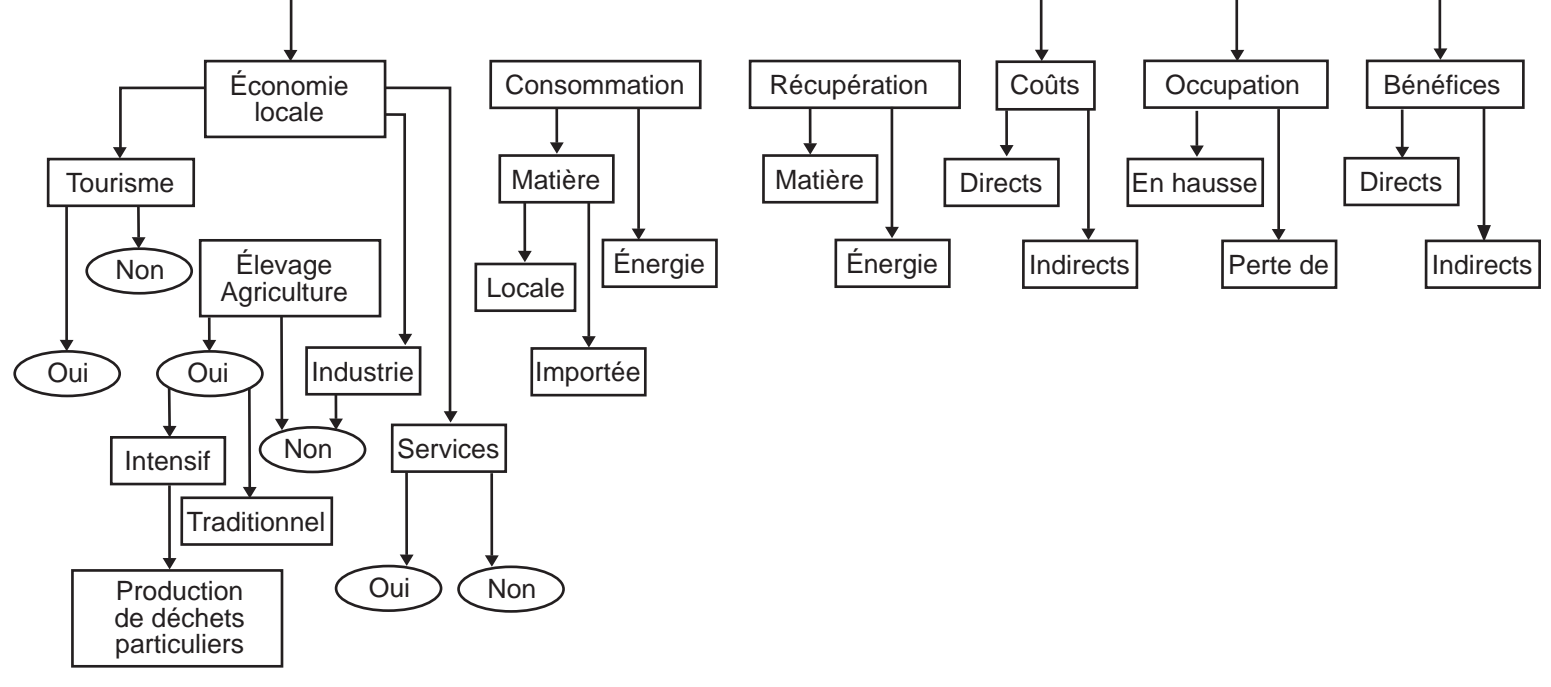 Économie
locale
Consommation
Récupération
Coûts
Occupation
Bénéfices
Tourisme
Matière
Matière
Directs
En hausse
Directs
Non
Élevage
Agriculture
Locale
Énergie
Énergie
Indirects
Perte de
Indirects
Oui
Oui
Industrie
Importée
Intensif
Non
Services
Traditionnel
Production
de déchets
particuliers
Oui
Non